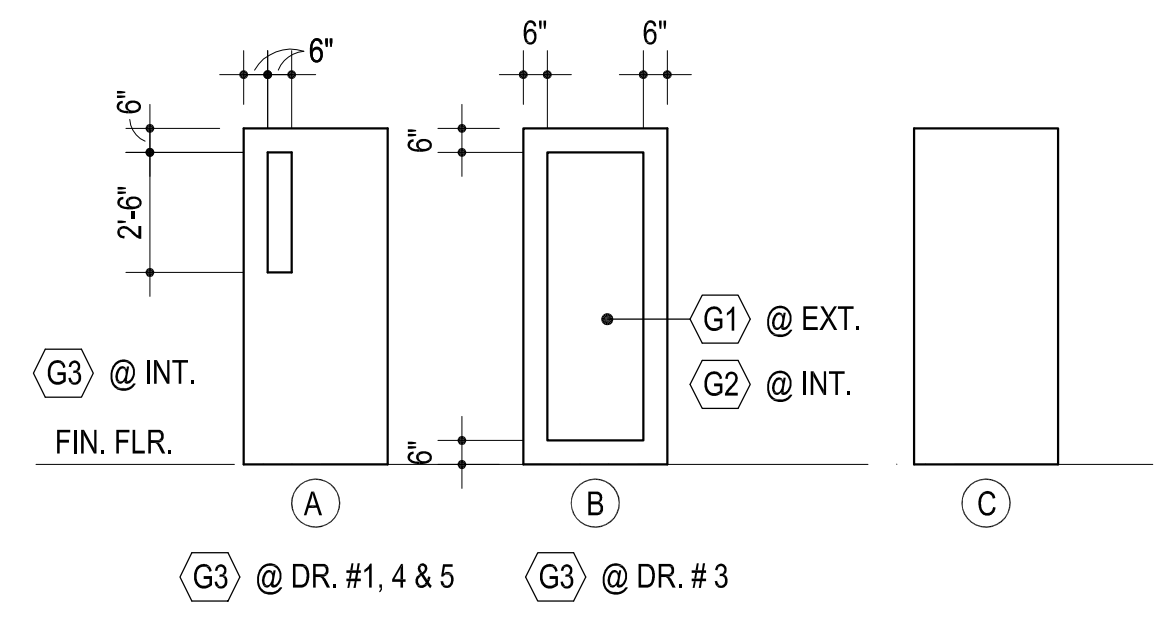 6"
6"
6"
6"
2'-6"
6"
G1 @ EXT.
G3 @ INT.
G2 @ INT.
FIN. FLR.
6"
A
B
C
G3 @ DR. #1, 4 & 5
G3 @ DR. # 3